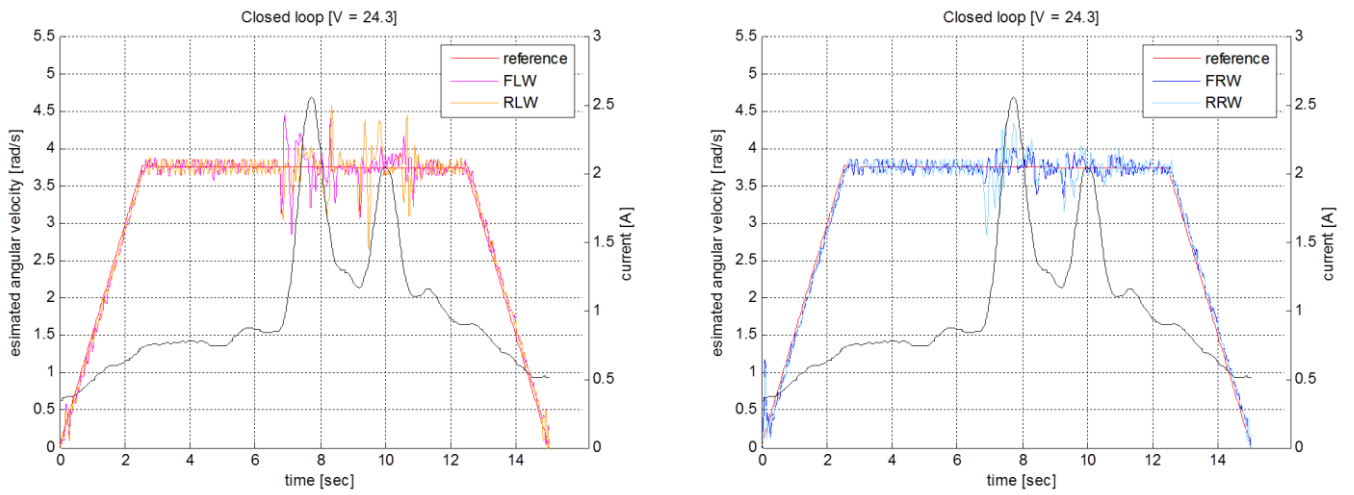 Closed loop [V = 24.3]
5.5
5
4.5
4
3.5
3
2.5
2
1.5
1
0.5
0
esimated angular velocity [rad/s]
reference
FLW
RLW
3
2.5
2
1.5
1
0.5
0
current [A]
0 2 4 6 8 10 12 14
time [sec]
Closed loop [V = 24.3]
5.5
5
4.5
4
3.5
3
2.5
2
1.5
1
0.5
0
esimated angular velocity [rad/s]
reference
FRW
RRW
3
2.5
2
1.5
1
0.5
0
current [A]
0 2 4 6 8 10 12 14
time [sec]